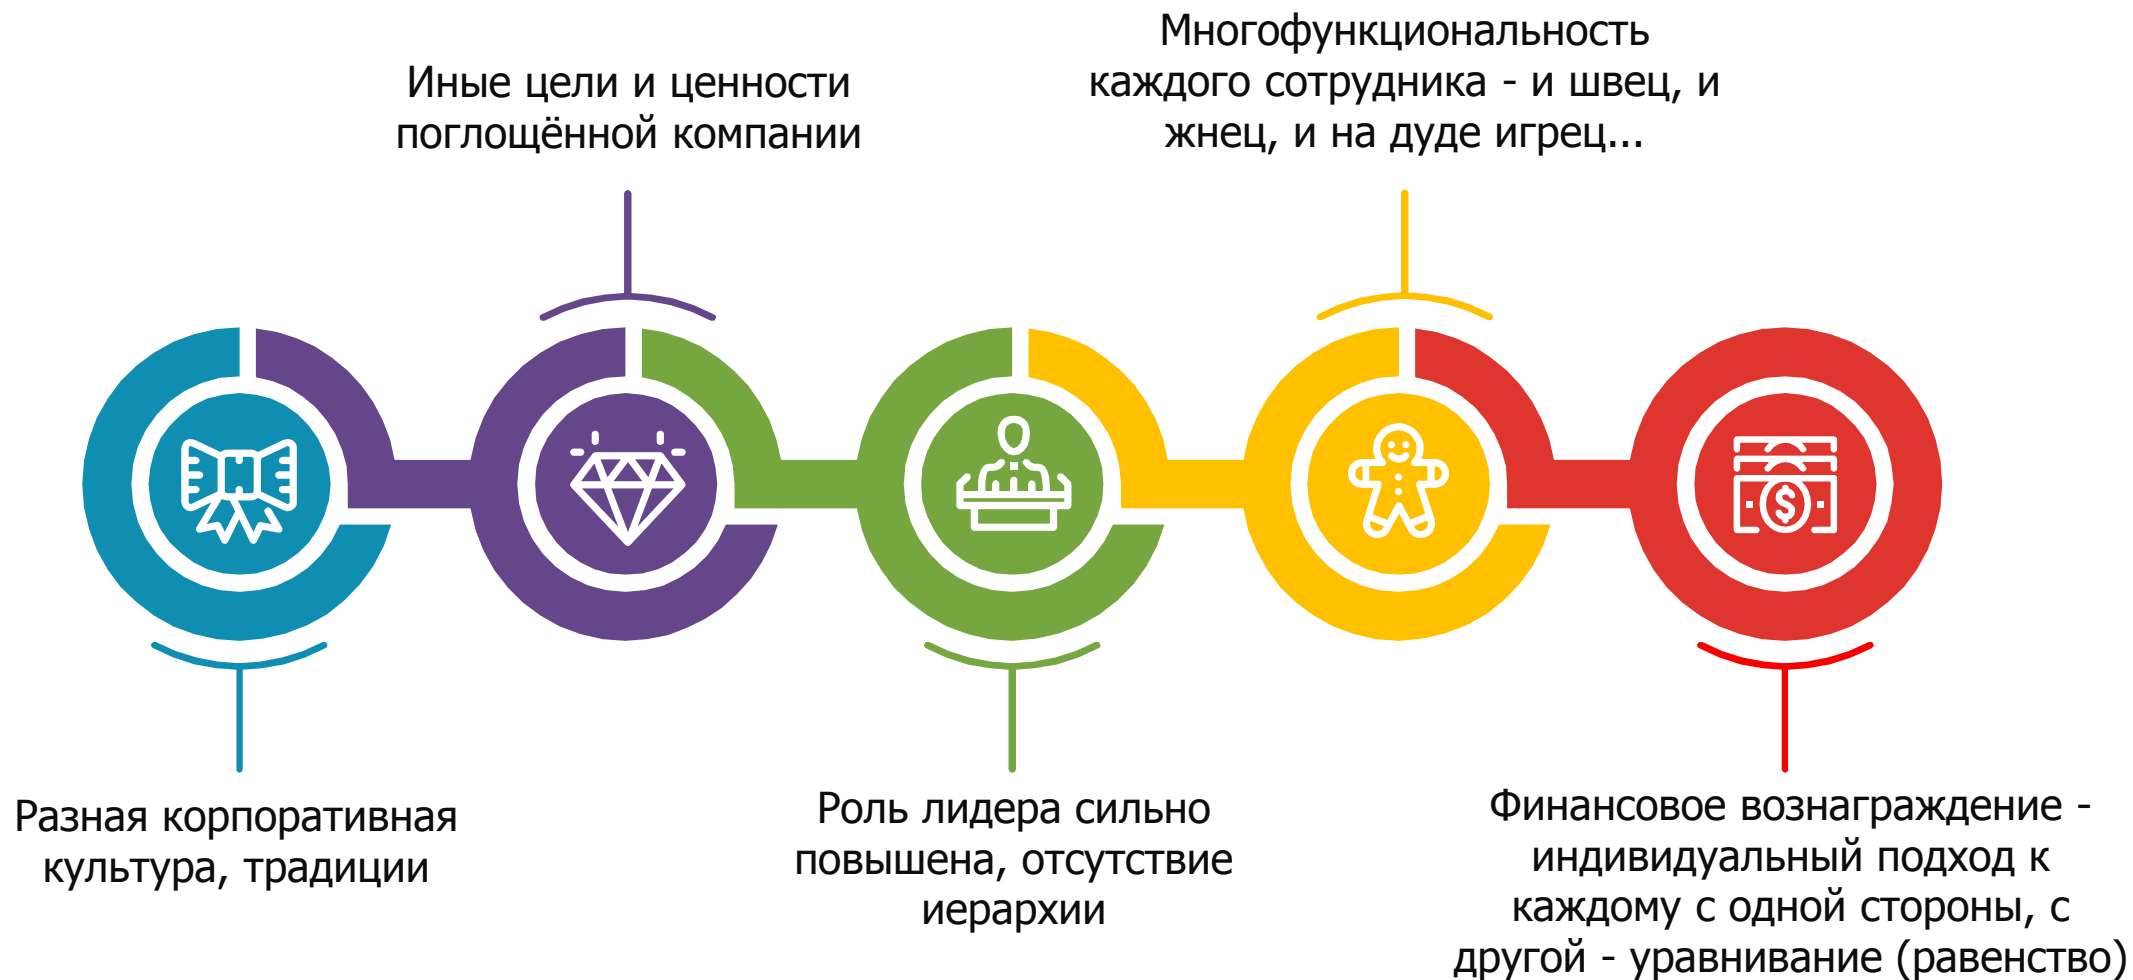 Разная корпоративная
культура, традиции
Иные цели и ценности
поглощённой компании
Роль лидера сильно
повышена, отсутствие
иерархии
Многофункциональность
каждого сотрудника - и швец, и
жнец, и на дуде игрец...
Финансовое вознаграждение -
индивидуальный подход к
каждому с одной стороны, с
другой - уравнивание (равенство)